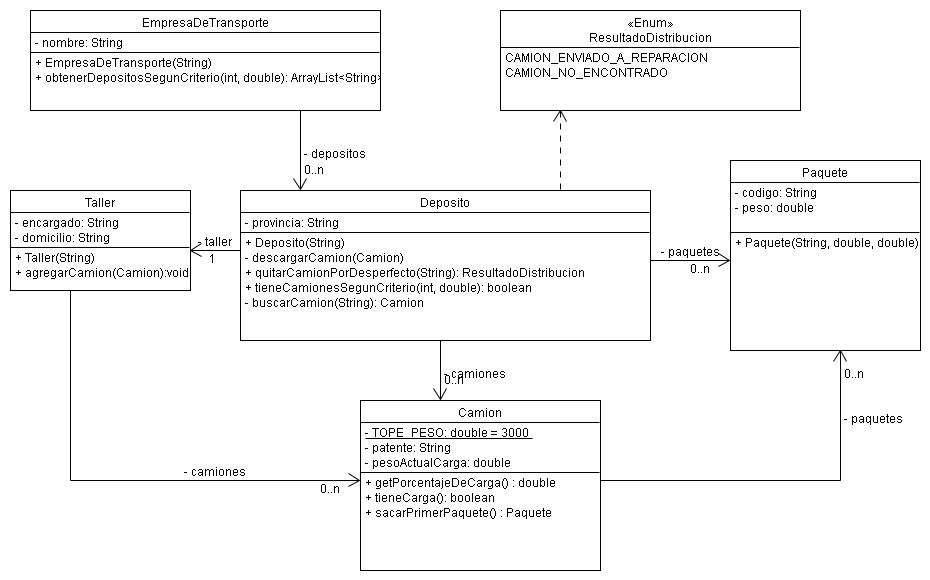 EmpresaDeTransporte
- nombre: String
+ EmpresaDeTransporte(String)
+ obtenerDepositosSegunCriterio(int, double): ArrayList<String>
«Enum»
ResultadoDistribucion
CAMION_ENVIADO_A_REPARACION
CAMION_NO_ENCONTRADO
- depositos
0..n
Taller
- encargado: String
- domicilio: String
+ Taller(String)
+ agregarCamion(Camion):void
- taller
1
Deposito
- provincia: String
+ Deposito(String)
- descargarCamion(Camion)
+ quitarCamionPorDesperfecto(String): ResultadoDistribucion
+ tieneCamionesSegunCriterio(int, double): boolean
- buscarCamion(String): Camion
- paquetes
0..n
Paquete
- codigo: String
- peso: double
+ Paquete(String, double, double)
- camiones
0..n
Camion
- TOPE_PESO: double = 3000
- patente: String
- pesoActualCarga: double
+ getPorcentajeDeCarga() : double
+ tieneCarga(): boolean
+ sacarPrimerPaquete() : Paquete
- camiones
0..n
0..n
- paquetes